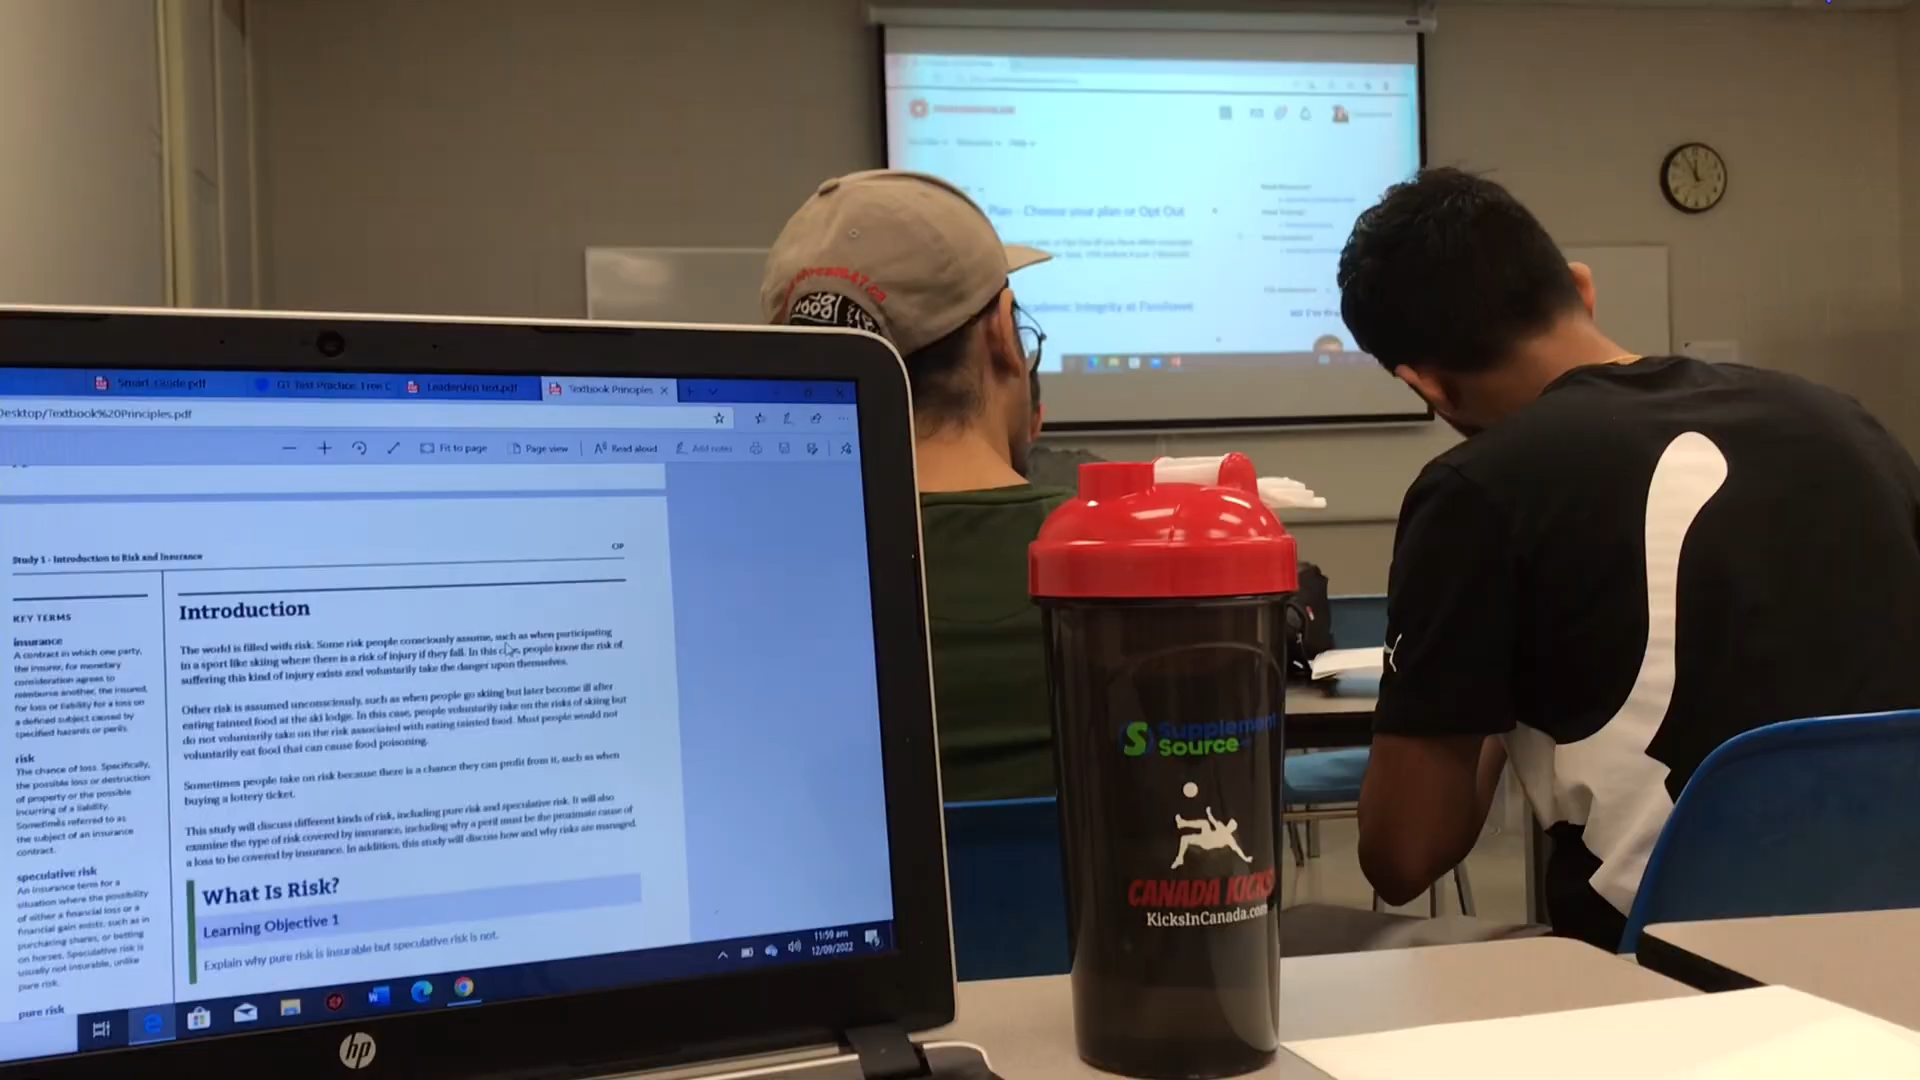 Plan - Choose your plan or Opt Out
Academic Integrity at Fanshawe
Smart_Guide.pdf
GT Test Practice: Free C
Leadership text.pdf
Textbook Principles
Desktop/Textbook%20Principles.pdf
Fit to page
Page view
Read aloud
Add notes
Study 1 - Introduction to Risk and Insurance
KEY TERMS
insurance
A contract in which one party,
the insurer, for monetary
consideration agrees to
reimburse another, the insured,
for loss or liability for a loss on
a defined subject caused by
specified hazards or perils.
risk
The chance of loss. Specifically,
the possible loss or destruction
of property or the possible
incurring of a liability.
Sometimes referred to as
the subject of an insurance
contract.
speculative risk
An insurance term for a
situation where the possibility
of either a financial loss or a
financial gain exists, such as in
purchasing shares, or betting
on horses. Speculative risk is
usually not insurable, unlike
pure risk.
pure risk
Introduction
The world is filled with risk. Some risk people consciously assume, such as when participating
in a sport like skiing where there is a risk of injury if they fall. In this case, people know the risk of
suffering this kind of injury exists and voluntarily take the danger upon themselves.
Other risk is assumed unconsciously, such as when people go skiing but later become ill after
eating tainted food at the ski lodge. In this case, people voluntarily take on the risks of skiing but
do not voluntarily take on the risk associated with eating tainted food. Most people would not
voluntarily eat food that can cause food poisoning.
Sometimes people take on risk because there is a chance they can profit from it, such as when
buying a lottery ticket.
This study will discuss different kinds of risk, including pure risk and speculative risk. It will also
examine the type of risk covered by insurance, including why a peril must be the proximate cause of
a loss to be covered by insurance. In addition, this study will discuss how and why risks are managed.
What Is Risk?
Learning Objective 1
Explain why pure risk is insurable but speculative risk is not.
11:59 am
12/09/2022
hp
Supplement
Source
CANADA KICKS
KicksInCanada.com